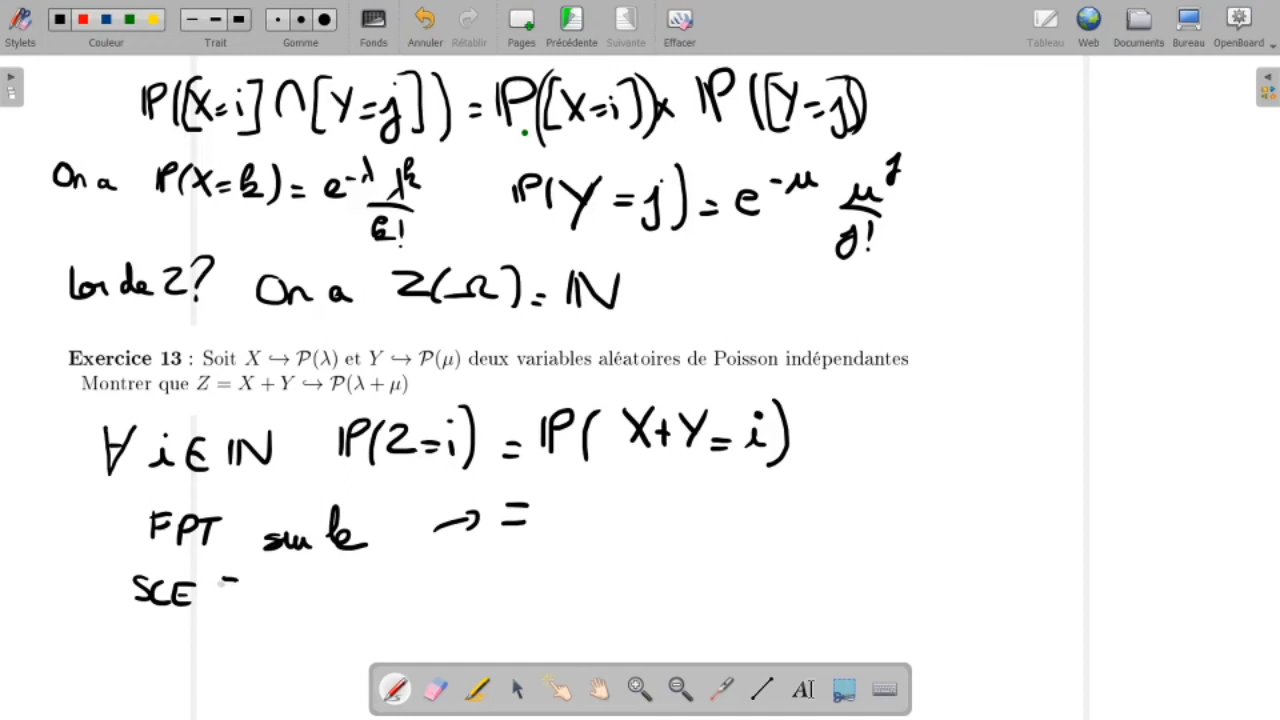 Stylets Couleur Trait Gomme Fonds Annuler Rétablir Pages Précédente Suivante Effacer Tableau Web Documents Bureau OpenBoard
ℙ([X=i]∩[Y=j]) = ℙ([X=i])× ℙ([Y=j])
On a ℙ(X=k) = e^{-λ} λ^k/k! ℙ(Y=j) = e^{-μ} μ^j/j!
Loi de Z? On a Z(Ω) = ℕ
Exercice 13 : Soit X ↪ 𝒫(λ) et Y ↪ 𝒫(μ) deux variables aléatoires de Poisson indépendantes
Montrer que Z = X + Y ↪ 𝒫(λ + μ)
∀ i ∈ ℕ ℙ(Z=i) = ℙ( X+Y = i)
FPT sur le → =
SCE -
AI